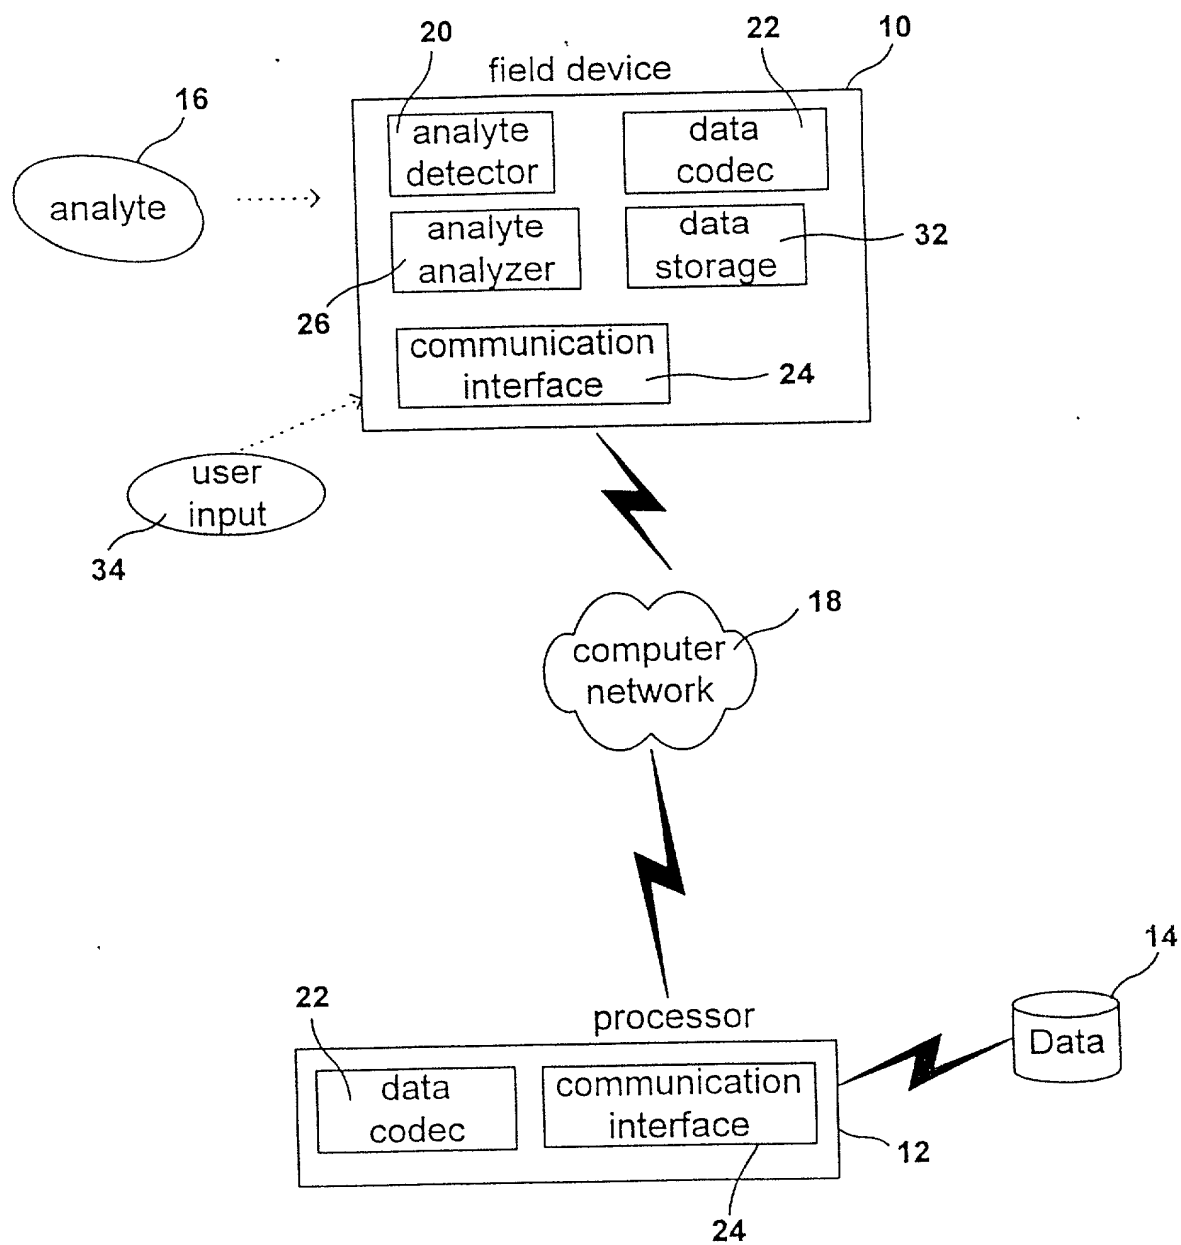 20
22
10
field device
16
analyte
detector
data
codec
analyte
analyte
analyzer
data
storage
32
26
communication
interface
24
user
input
34
18
computer
network
14
22
processor
Data
data
codec
communication
interface
12
24